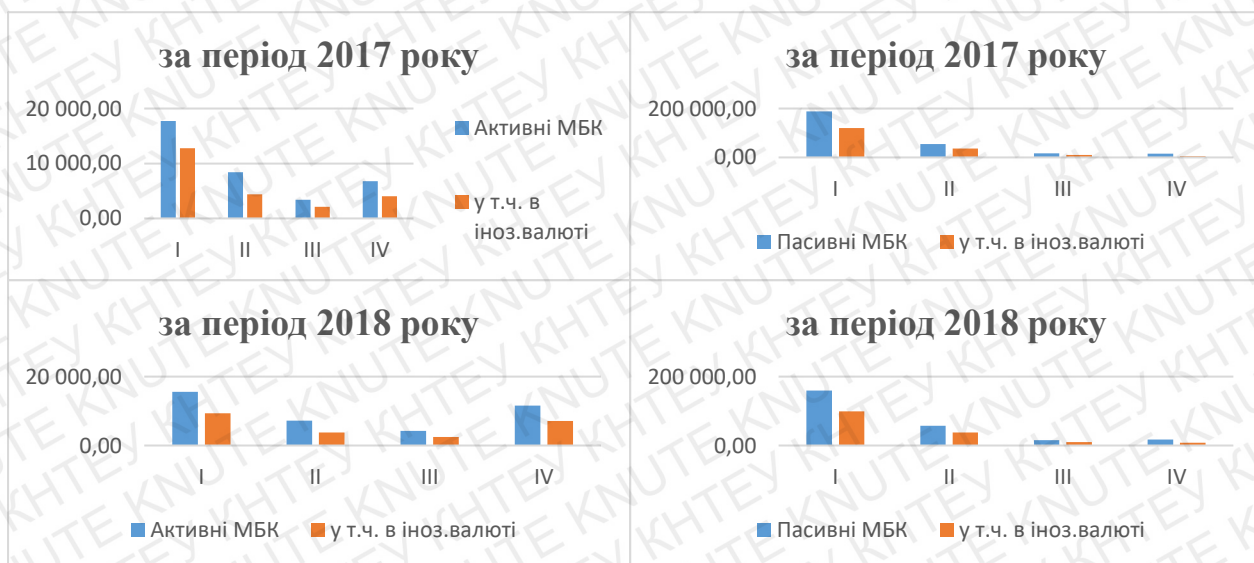 за період 2017 року
20 000,00
10 000,00
0,00
I II III IV
Активні МБК
у т.ч. в
іноз.валюті
за період 2017 року
200 000,00
0,00
I II III IV
Пасивні МБК у т.ч. в іноз.валюті
за період 2018 року
20 000,00
0,00
I II III IV
Активні МБК у т.ч. в іноз.валюті
за період 2018 року
200 000,00
0,00
I II III IV
Пасивні МБК у т.ч. в іноз.валюті